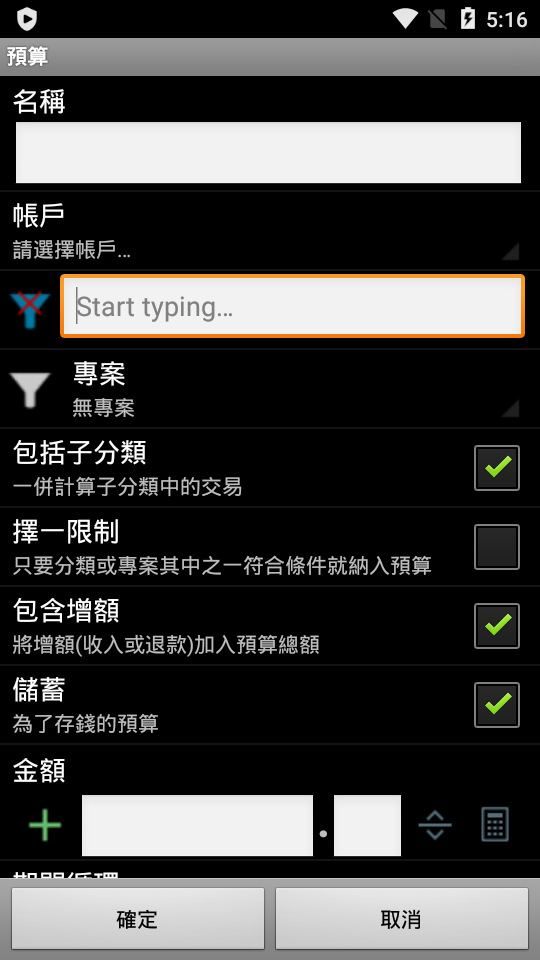 5:16
預算
名稱
帳戶
請選擇帳戶...
Start typing...
專案
無專案
包括子分類
一併計算子分類中的交易
擇一限制
只要分類或專案其中之一符合條件就納入預算
包含增額
將增額(收入或退款)加入預算總額
儲蓄
為了存錢的預算
金額
.
確定
取消